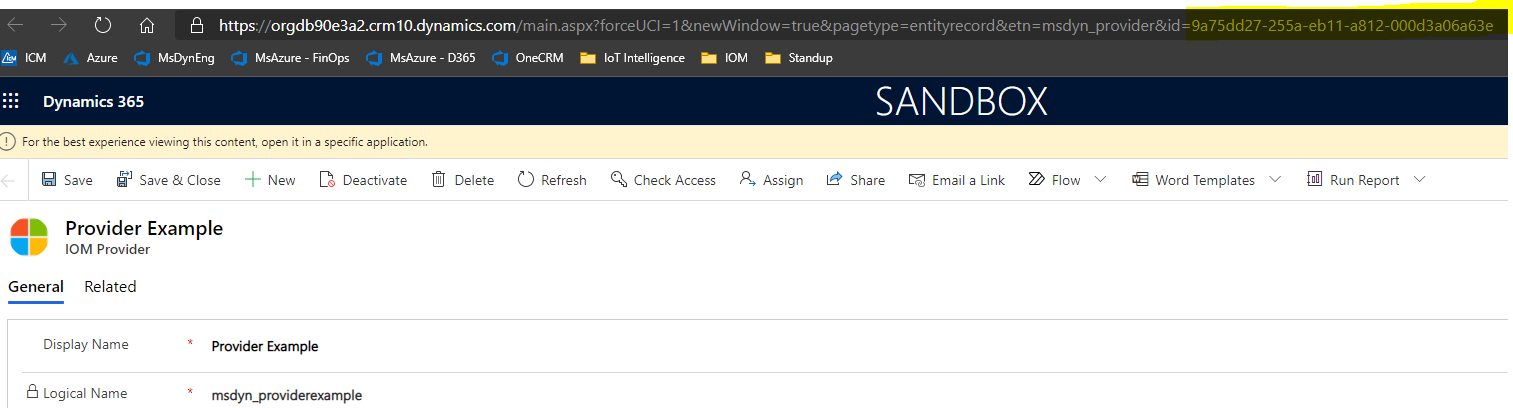 https://orgdb90e3a2.crm10.dynamics.com/main.aspx?forceUCI=1&newWindow=true&pagetype=entityrecord&etn=msdyn_provider&id=9a75dd27-255a-eb11-a812-000d3a06a63e
ICM ICM Azure MsDynEng MsAzure - FinOps MsAzure - D365 OneCRM IoT Intelligence IOM Standup
Dynamics 365 SANDBOX
For the best experience viewing this content, open it in a specific application.
Save Save & Close New Deactivate Delete Refresh Check Access Assign Share Email a Link Flow Word Templates Run Report
Provider Example
IOM Provider
General Related
Display Name * Provider Example
Logical Name * msdyn_providerexample